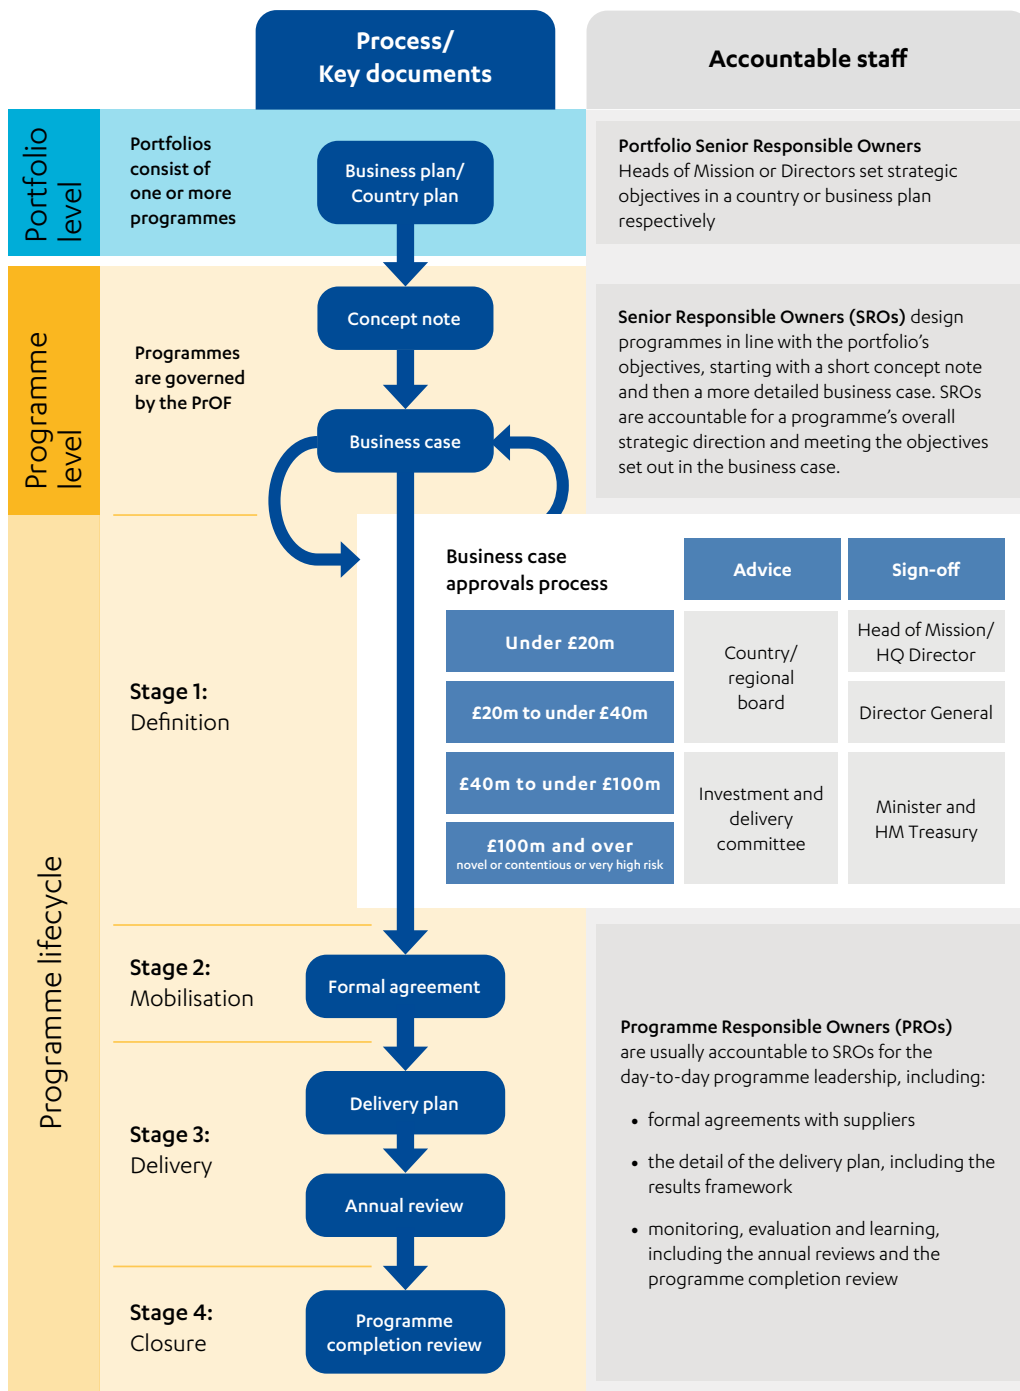 Process/
Key documents
Accountable staff
Portfolio
level
Portfolios
consist of
one or more
programmes
Business plan/
Country plan
Portfolio Senior Responsible Owners
Heads of Mission or Directors set strategic
objectives in a country or business plan
respectively
Programme
level
Programmes
are governed
by the PrOF
Concept note
Business case
Senior Responsible Owners (SROs) design
programmes in line with the portfolio’s
objectives, starting with a short concept note
and then a more detailed business case. SROs
are accountable for a programme’s overall
strategic direction and meeting the objectives
set out in the business case.
Programme lifecycle
Stage 1:
Definition
Business case
approvals process
Advice
Sign-off
Under £20m
£20m to under £40m
£40m to under £100m
£100m and over
novel or contentious or very high risk
Country/
regional
board
Investment and
delivery
committee
Head of Mission/
HQ Director
Director General
Minister and
HM Treasury
Stage 2:
Mobilisation
Formal agreement
Stage 3:
Delivery
Delivery plan
Annual review
Stage 4:
Closure
Programme
completion review
Programme Responsible Owners (PROs)
are usually accountable to SROs for the
day-to-day programme leadership, including:
• formal agreements with suppliers
• the detail of the delivery plan, including the
results framework
• monitoring, evaluation and learning,
including the annual reviews and the
programme completion review